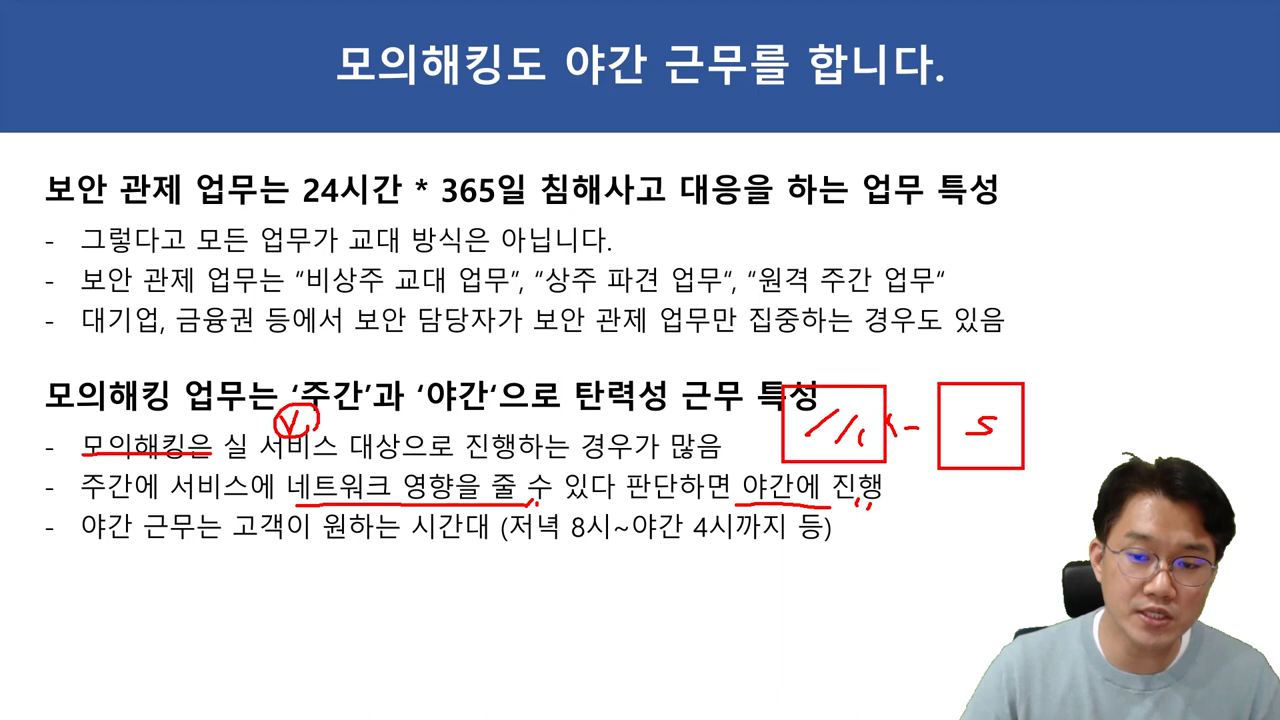 모의해킹도 야간 근무를 합니다.
보안 관제 업무는 24시간 * 365일 침해사고 대응을 하는 업무 특성
- 그렇다고 모든 업무가 교대 방식은 아닙니다.
- 보안 관제 업무는 “비상주 교대 업무”, “상주 파견 업무“, “원격 주간 업무“
- 대기업, 금융권 등에서 보안 담당자가 보안 관제 업무만 집중하는 경우도 있음
모의해킹 업무는 ‘주간’과 ‘야간‘으로 탄력성 근무 특성
- 모의해킹은 실 서비스 대상으로 진행하는 경우가 많음
- 주간에 서비스에 네트워크 영향을 줄 수 있다 판단하면 야간에 진행
- 야간 근무는 고객이 원하는 시간대 (저녁 8시~야간 4시까지 등)